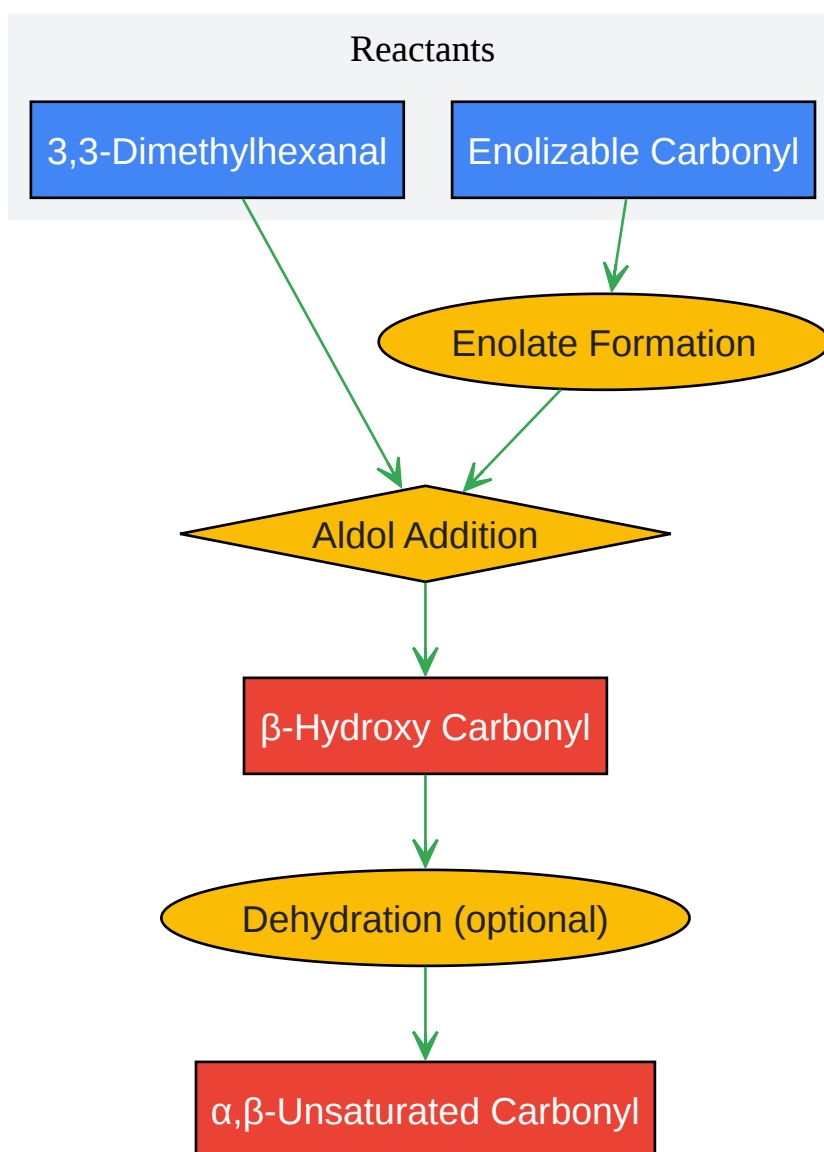 Reactants
3,3-Dimethylhexanal
Enolizable Carbonyl
Enolate Formation
Aldol Addition
β-Hydroxy Carbonyl
Dehydration (optional)
α,β-Unsaturated Carbonyl